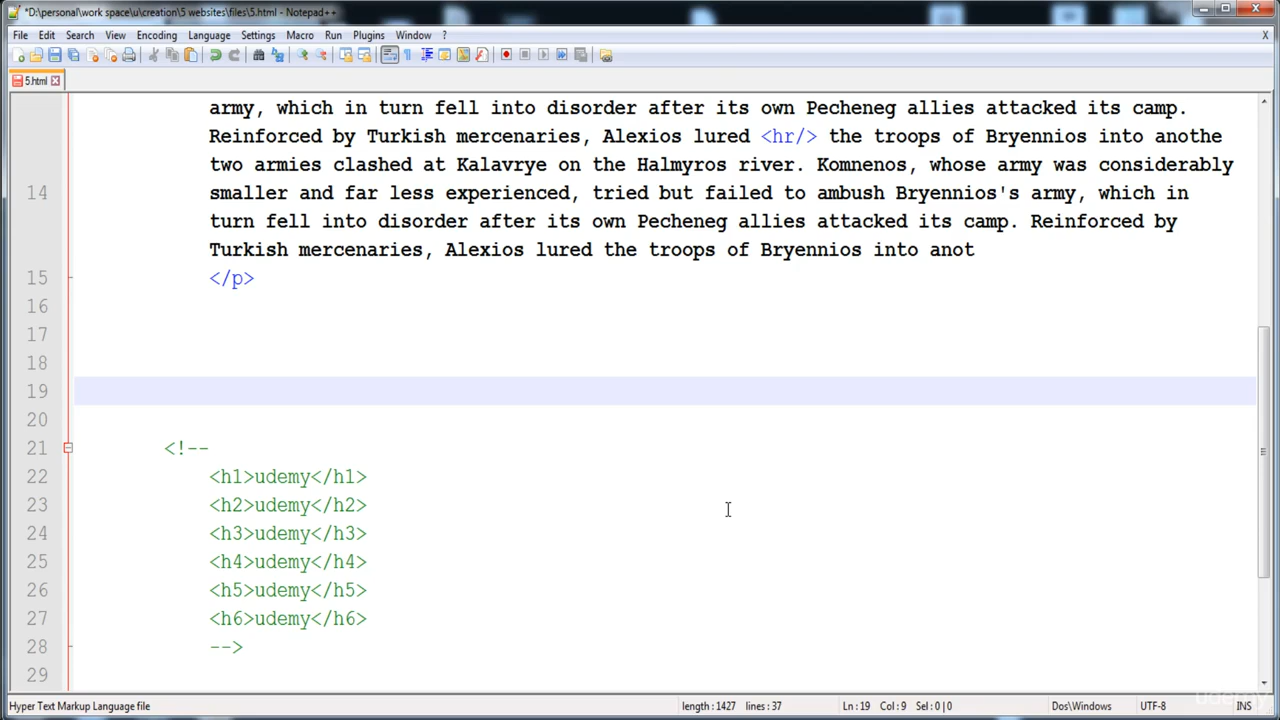 *D:\personal\work space\u\creation\5 websites\files\5.html - Notepad++
File Edit Search View Encoding Language Settings Macro Run Plugins Window ? X
5.html
army, which in turn fell into disorder after its own Pecheneg allies attacked its camp.
Reinforced by Turkish mercenaries, Alexios lured <hr/> the troops of Bryennios into anothe
two armies clashed at Kalavrye on the Halmyros river. Komnenos, whose army was considerably
14 smaller and far less experienced, tried but failed to ambush Bryennios's army, which in
turn fell into disorder after its own Pecheneg allies attacked its camp. Reinforced by
Turkish mercenaries, Alexios lured the troops of Bryennios into anot
15 </p>
16
17
18
19
20
21 <!--
22 <h1>udemy</h1>
23 <h2>udemy</h2>
24 <h3>udemy</h3>
25 <h4>udemy</h4>
26 <h5>udemy</h5>
27 <h6>udemy</h6>
28 -->
29
udemy
Hyper Text Markup Language file length : 1427 lines : 37 Ln : 19 Col : 9 Sel : 0 | 0 Dos\Windows UTF-8 INS